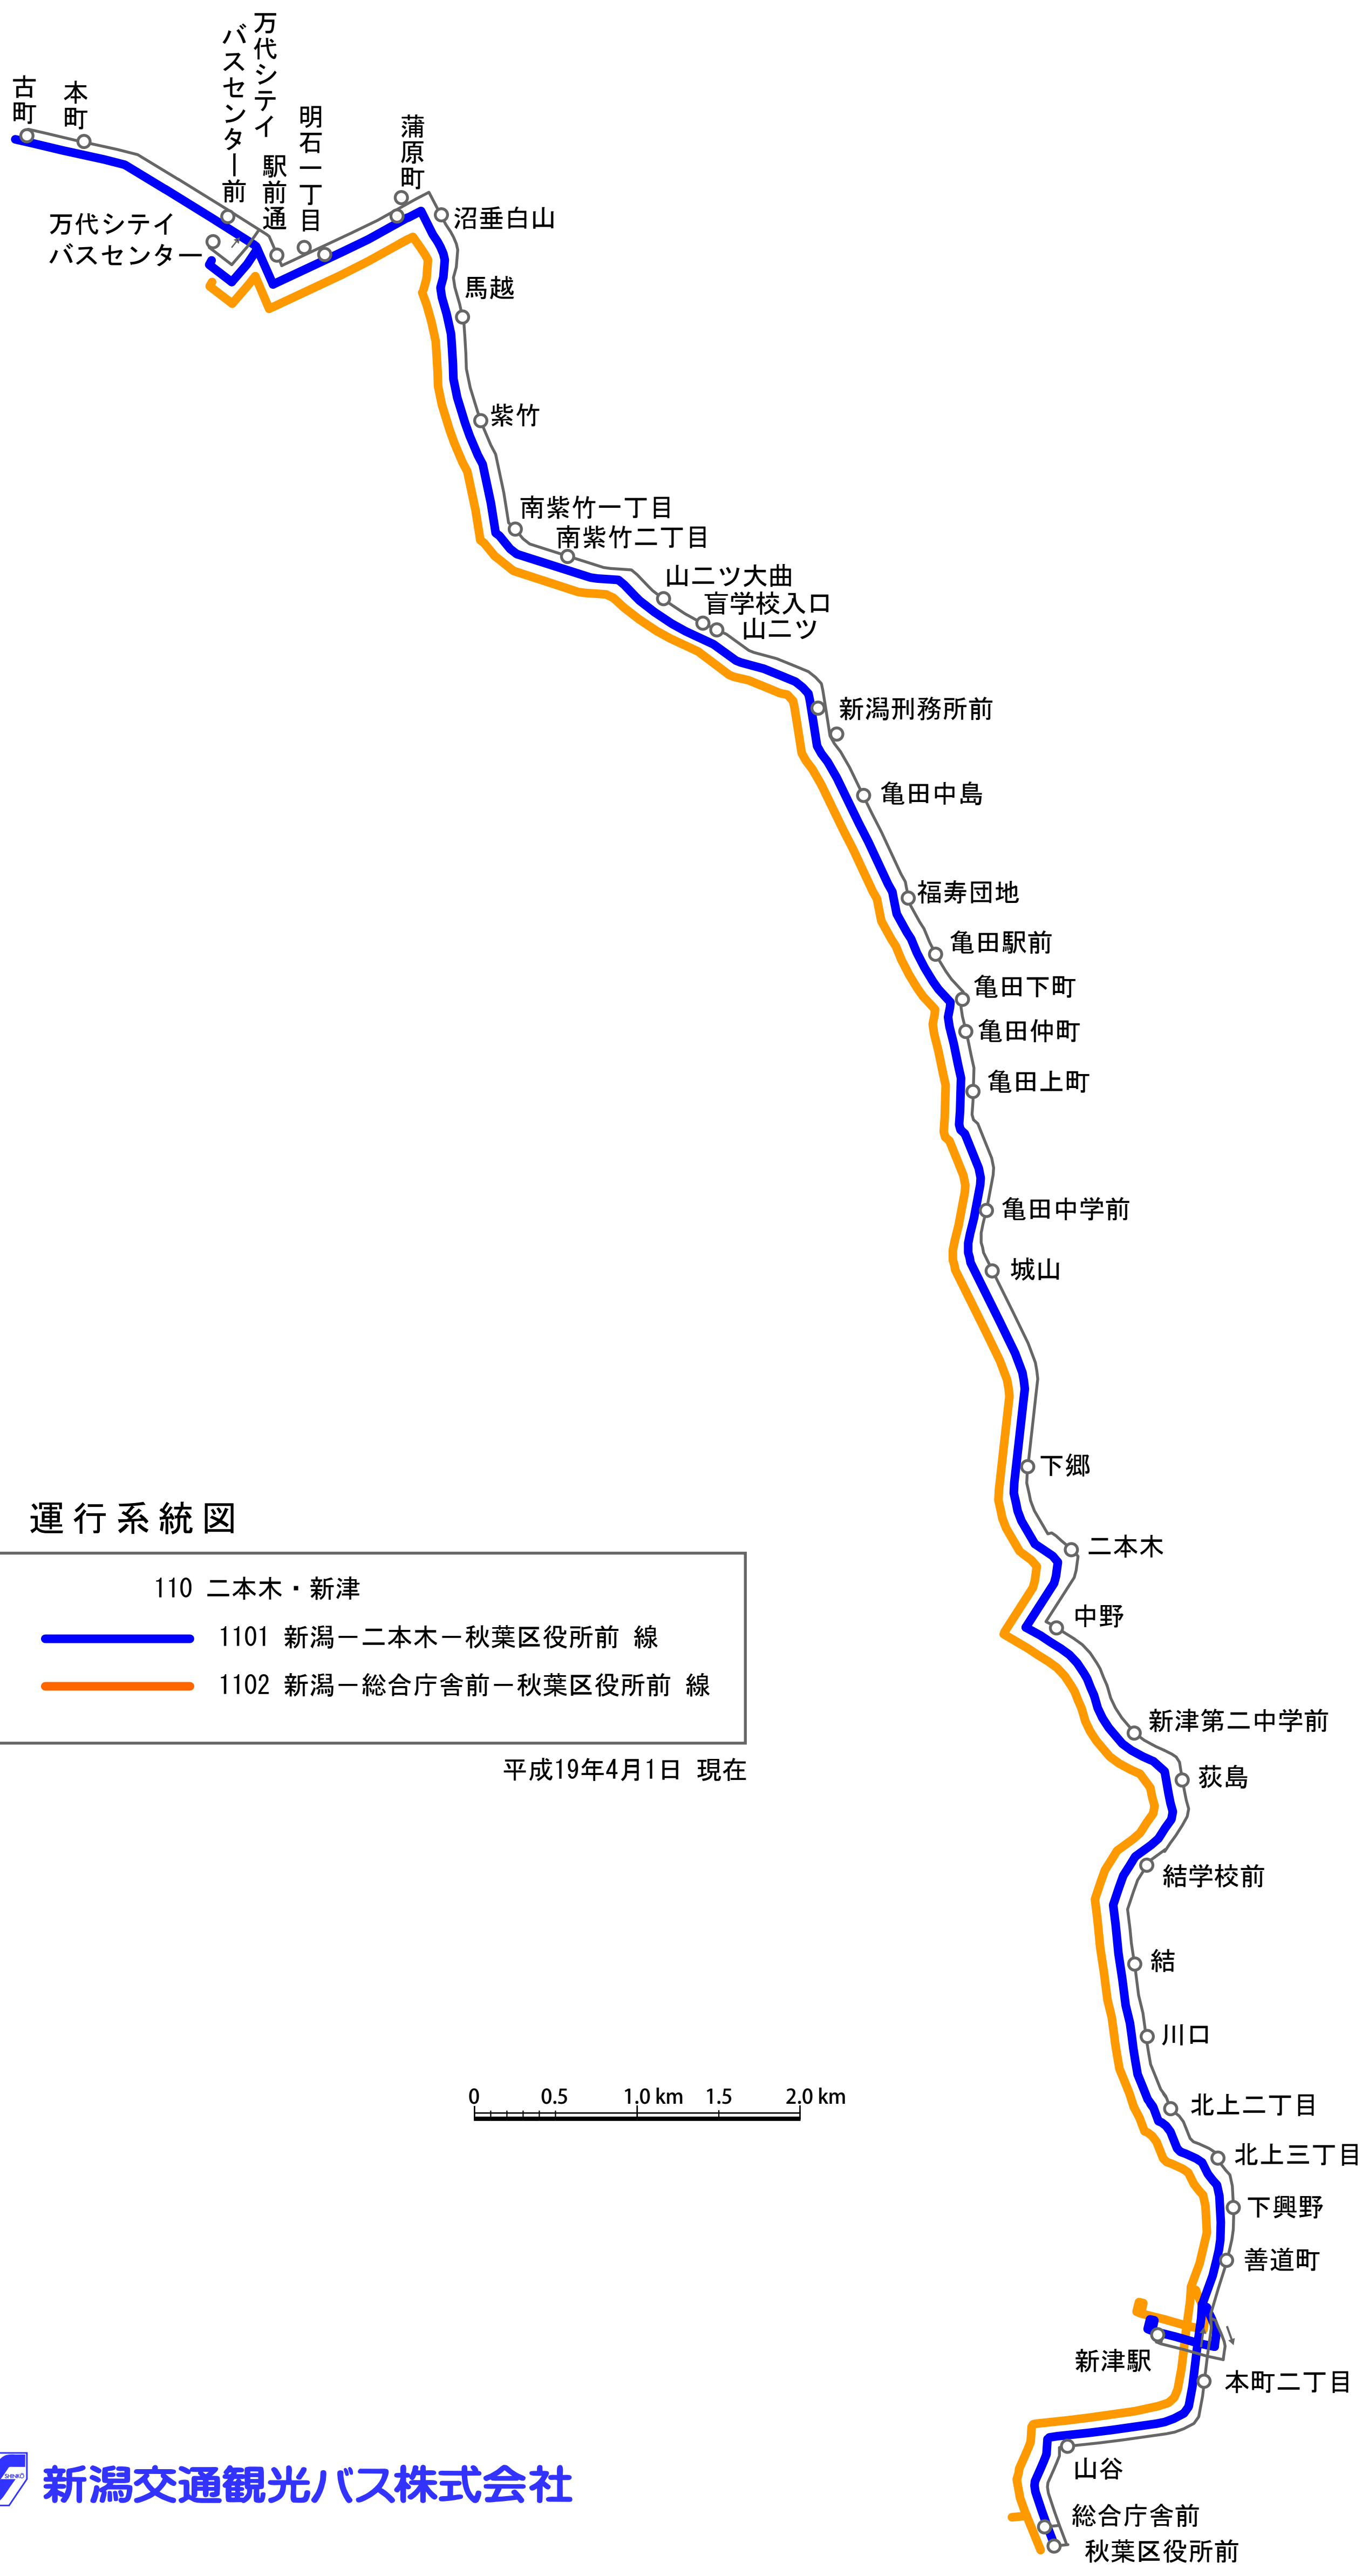 古町
本町
万代シテイ
バスセンター前
駅前通
明石一丁目
蒲原町
沼垂白山
万代シテイ
バスセンター
馬越
紫竹
南紫竹一丁目
南紫竹二丁目
山二ツ大曲
盲学校入口
山二ツ
新潟刑務所前
亀田中島
福寿団地
亀田駅前
亀田下町
亀田仲町
亀田上町
亀田中学前
城山
下郷
二本木
中野
新津第二中学前
荻島
結学校前
結
川口
北上二丁目
北上三丁目
下興野
善道町
新津駅
本町二丁目
山谷
総合庁舎前
秋葉区役所前
運行系統図
110 二本木・新津
1101 新潟－二本木－秋葉区役所前 線
1102 新潟－総合庁舎前－秋葉区役所前 線
平成19年4月1日 現在
0 0.5 1.0 km 1.5 2.0 km
SHINKO
新潟交通観光バス株式会社